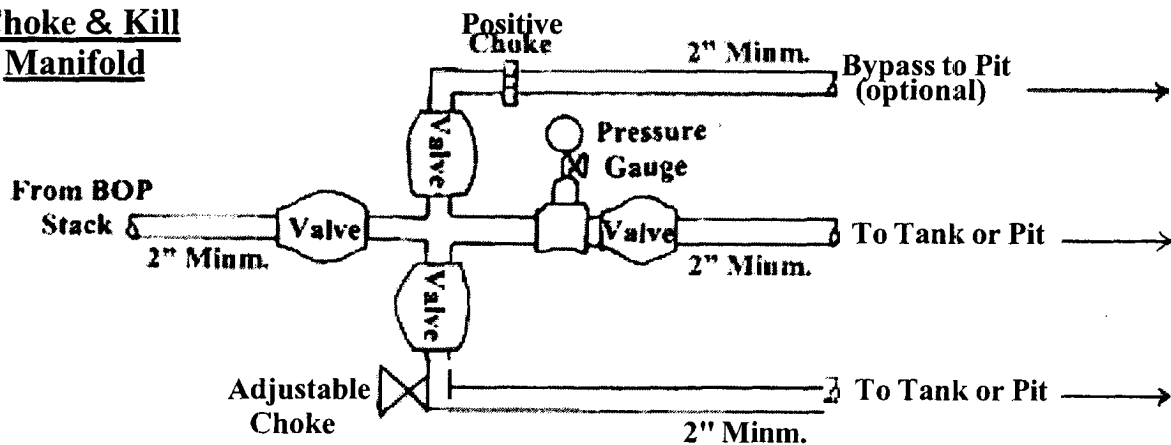 hoke & Kill
Manifold
Positive
Choke
2" Minm.
Bypass to Pit
(optional)
Valve
Pressure
Gauge
From BOP
Stack
Valve
Valve
To Tank or Pit
2" Minm.
2" Minm.
Valve
Adjustable
Choke
To Tank or Pit
2" Minm.